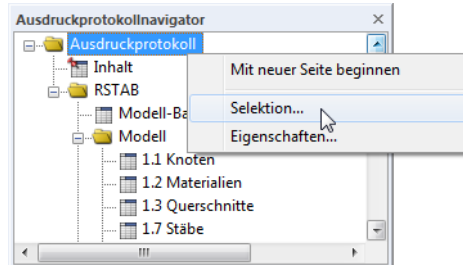 Ausdruckprotokollnavigator
Ausdruckprotokoll
Inhalt
Mit neuer Seite beginnen
RSTAB
Selektion...
Modell-Ba
Eigenschaften...
Modell
1.1 Knoten
1.2 Materialien
1.3 Querschnitte
1.7 Stäbe